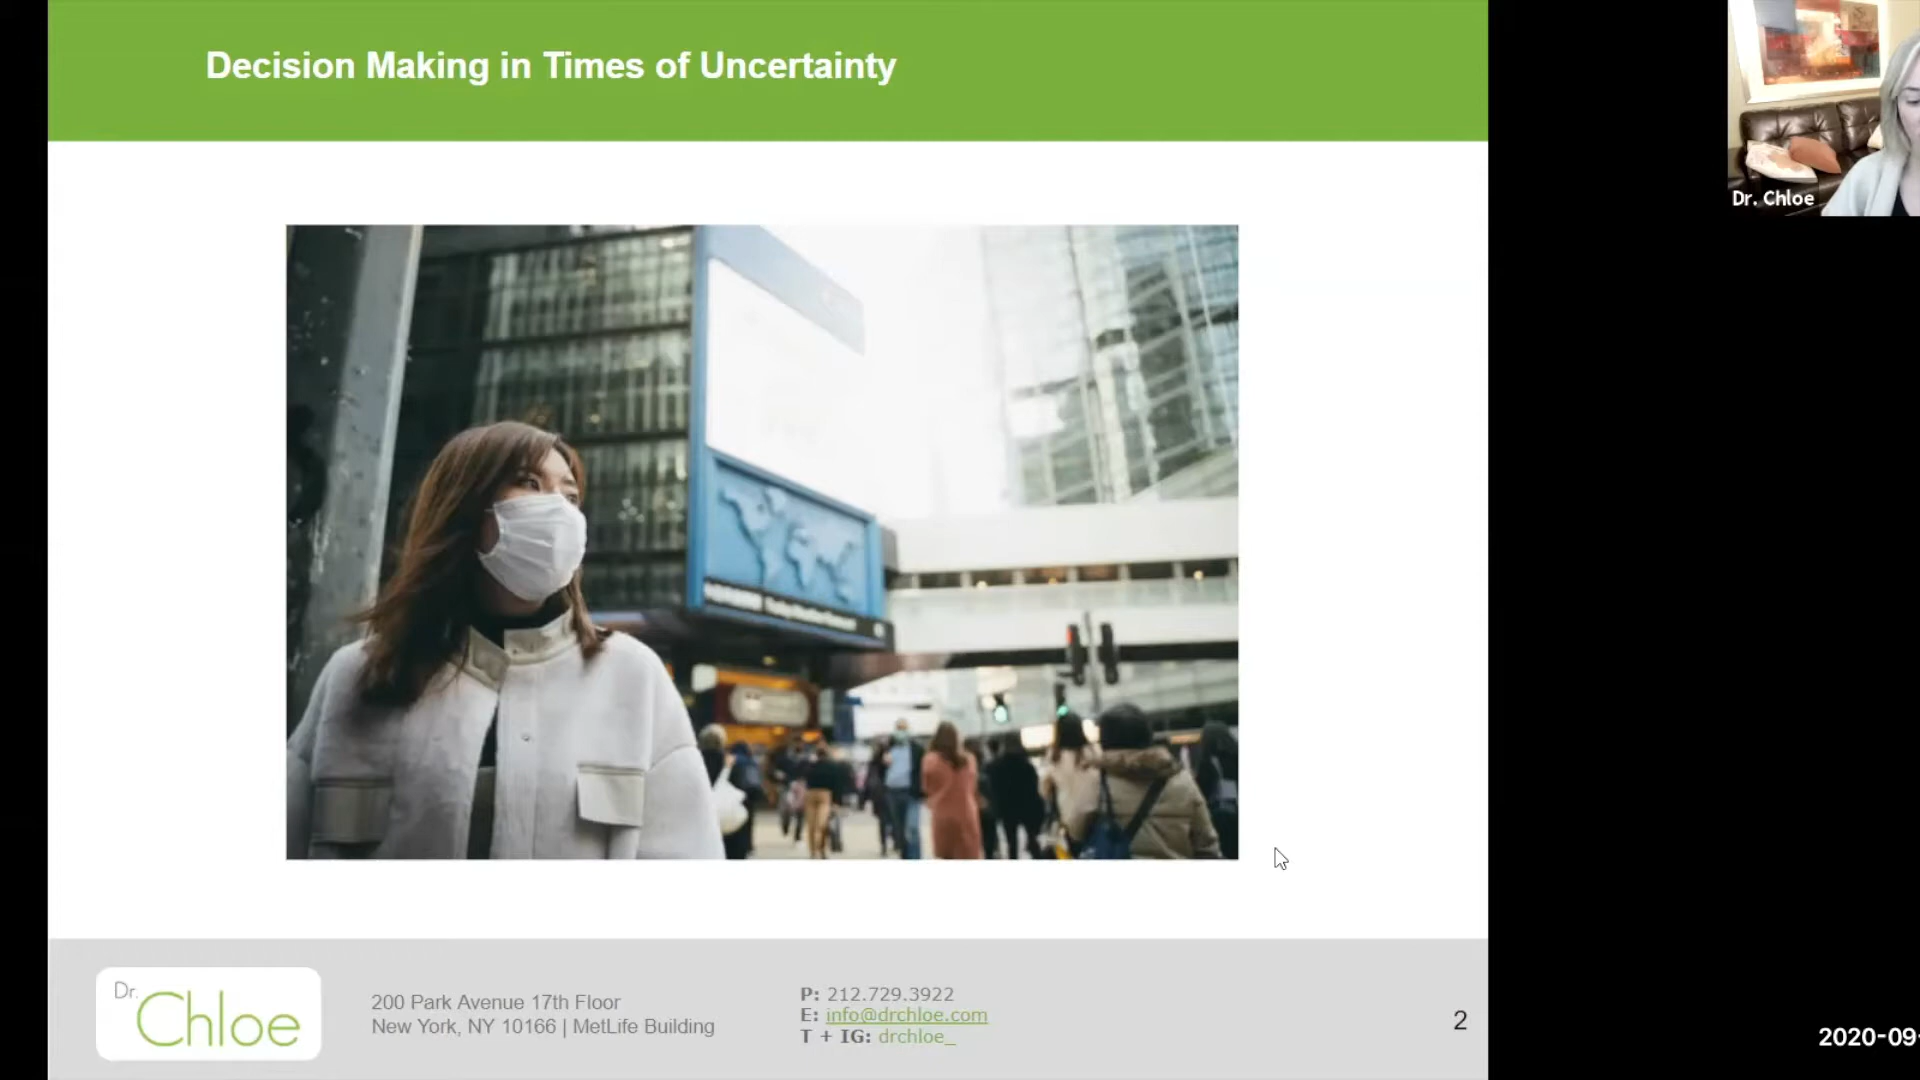 Decision Making in Times of Uncertainty
Dr. Chloe
Dr.
Chloe
200 Park Avenue 17th Floor
New York, NY 10166 | MetLife Building
P: 212.729.3922
E: info@drchloe.com
T + IG: drchloe_
2
2020-09-